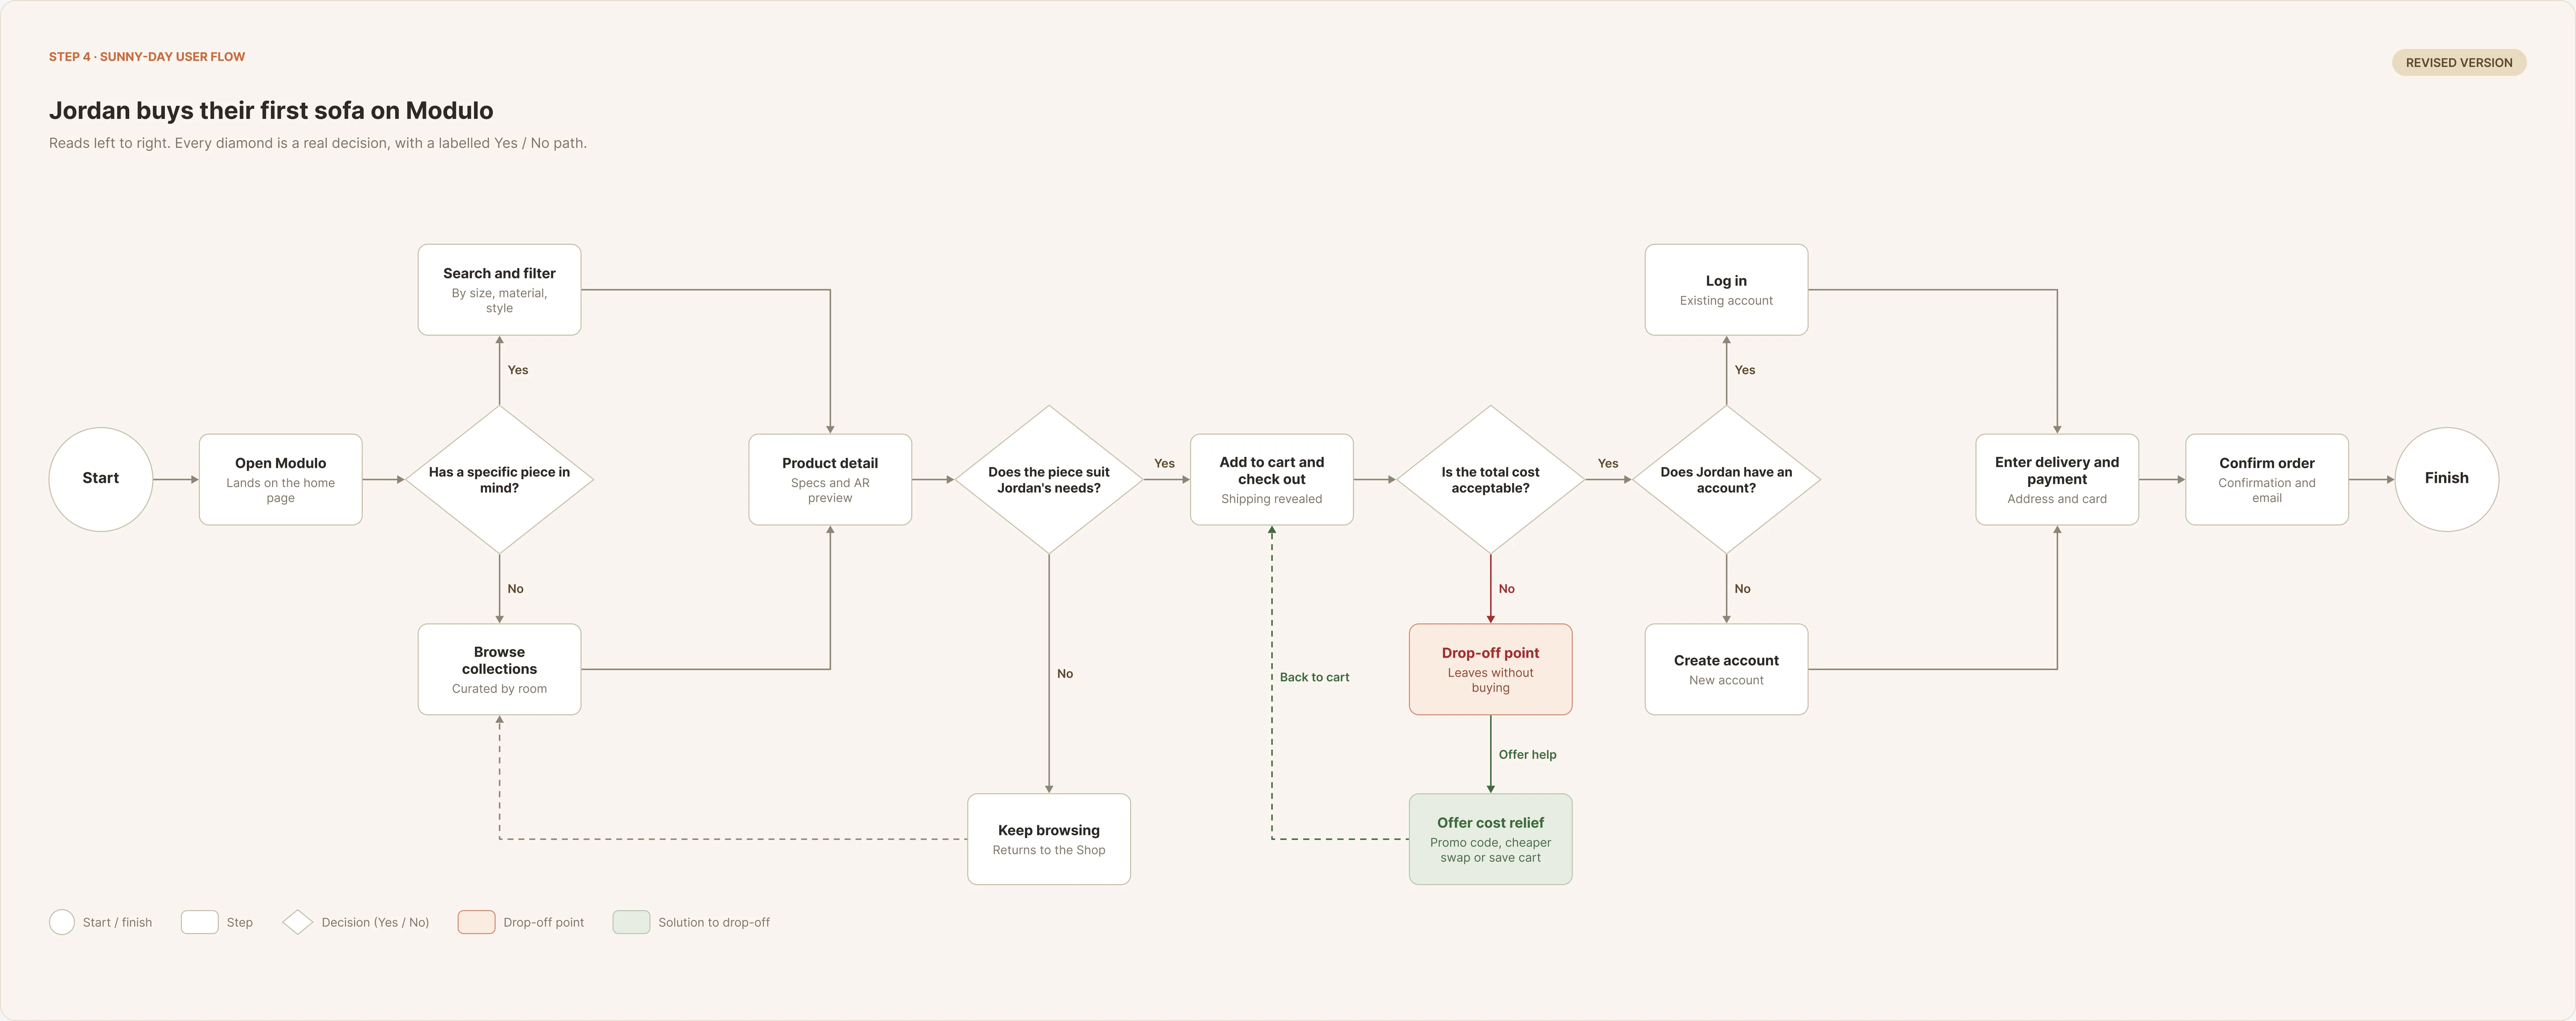 STEP 4 · SUNNY-DAY USER FLOW
REVISED VERSION
Jordan buys their first sofa on Modulo
Reads left to right. Every diamond is a real decision, with a labelled Yes / No path.
Start
Open Modulo
Lands on the home
page
Has a specific piece in
mind?
Yes
Search and filter
By size, material,
style
No
Browse
collections
Curated by room
Product detail
Specs and AR
preview
Does the piece suit
Jordan's needs?
No
Keep browsing
Returns to the Shop
Yes
Add to cart and
check out
Shipping revealed
Is the total cost
acceptable?
No
Drop-off point
Leaves without
buying
Offer help
Offer cost relief
Promo code, cheaper
swap or save cart
Back to cart
Yes
Does Jordan have an
account?
Yes
Log in
Existing account
No
Create account
New account
Enter delivery and
payment
Address and card
Confirm order
Confirmation and
email
Finish
Start / finish
Step
Decision (Yes / No)
Drop-off point
Solution to drop-off